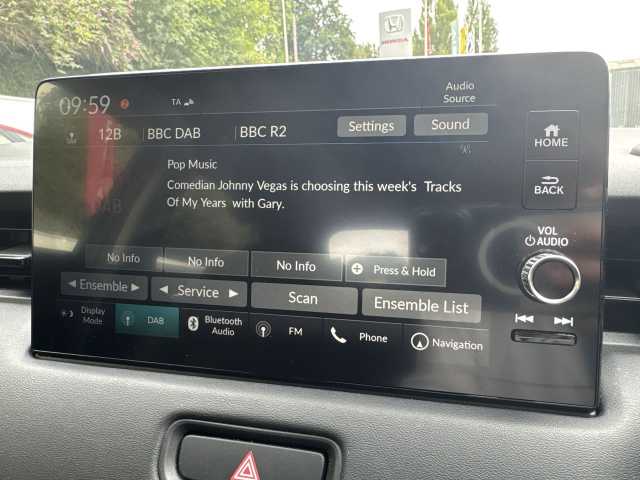 HONDA
09:59 2 TA
Audio
Source
12B BBC DAB BBC R2 Settings Sound
HOME
Pop Music
Comedian Johnny Vegas is choosing this week's Tracks
Of My Years with Gary.
BACK
VOL
AUDIO
No Info No Info No Info Press & Hold
Ensemble Service Scan Ensemble List
Display
Mode
DAB
Bluetooth
Audio
FM
Phone
Navigation